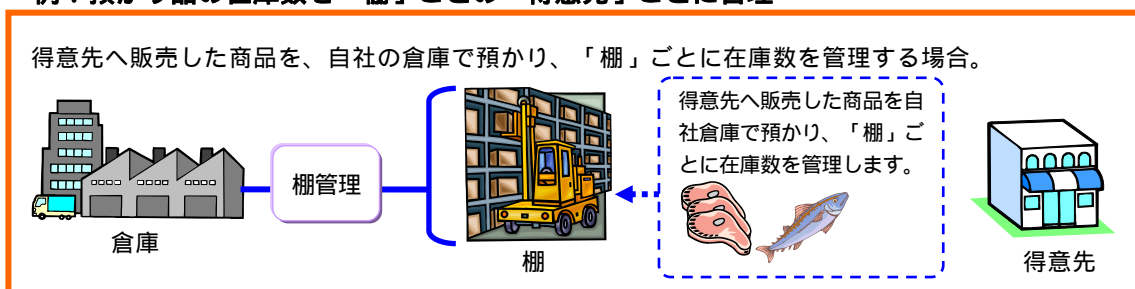 得意先へ販売した商品を、自社の倉庫で預かり、「棚」ごとに在庫数を管理する場合。
得意先へ販売した商品を自
社倉庫で預かり、「棚」ご
とに在庫数を管理します。
棚管理
倉庫
棚
得意先